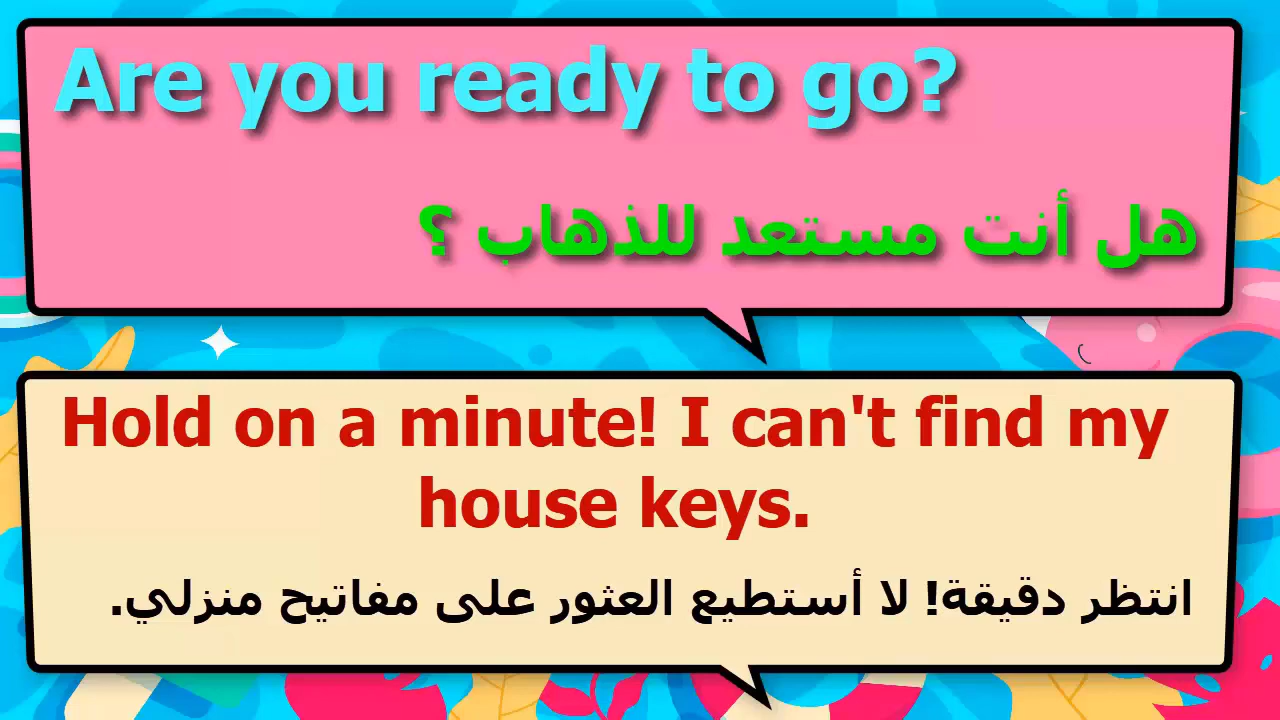 Are you ready to go?
هل أنت مستعد للذهاب ؟
Hold on a minute! I can't find my
house keys.
انتظر دقيقة! لا أستطيع العثور على مفاتيح منزلي.